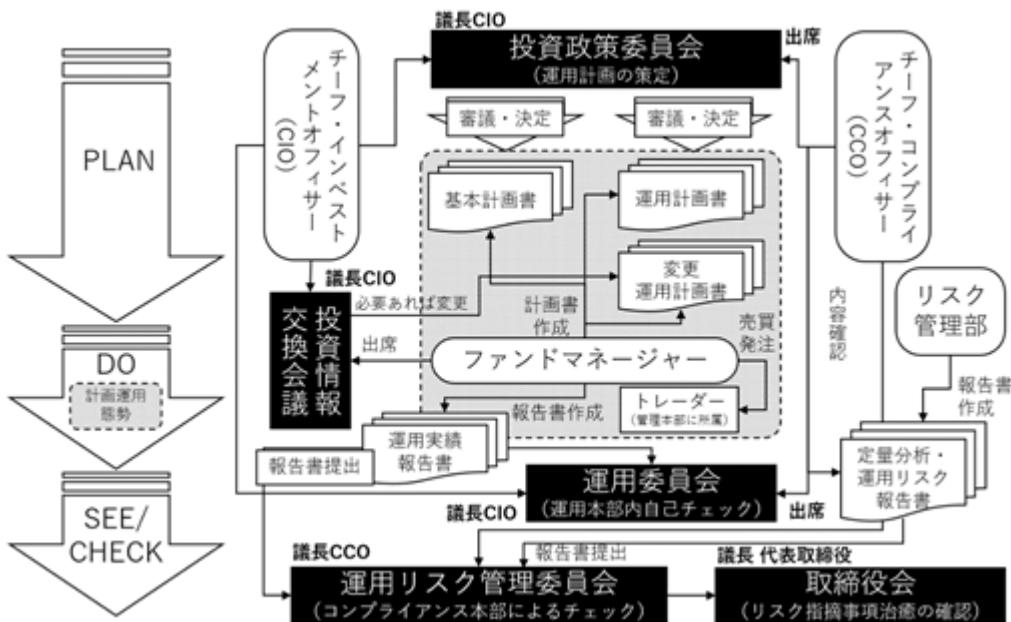 議長CIO
投資政策委員会
(運用計画の策定)
出席
チーフ・インベスト
メントオフィサー
(CIO)
チーフ・コンプライ
アンスオフィサー
(CCO)
PLAN
審議・決定
審議・決定
基本計画書
運用計画書
変更
運用計画書
議長CIO
必要あれば変更
投資情報
交換会議
計画書
作成
売買
発注
内容確認
リスク
管理部
出席
ファンドマネージャー
DO
計画運用
態勢
報告書作成
トレーダー
(管理本部に所属)
報告書
作成
運用実績
報告書
報告書提出
定量分析・
運用リスク
報告書
運用委員会
(運用本部内自己チェック)
議長CIO
出席
SEE/
CHECK
議長CCO
報告書提出
議長 代表取締役
運用リスク管理委員会
(コンプライアンス本部によるチェック)
取締役会
(リスク指摘事項治癒の確認)